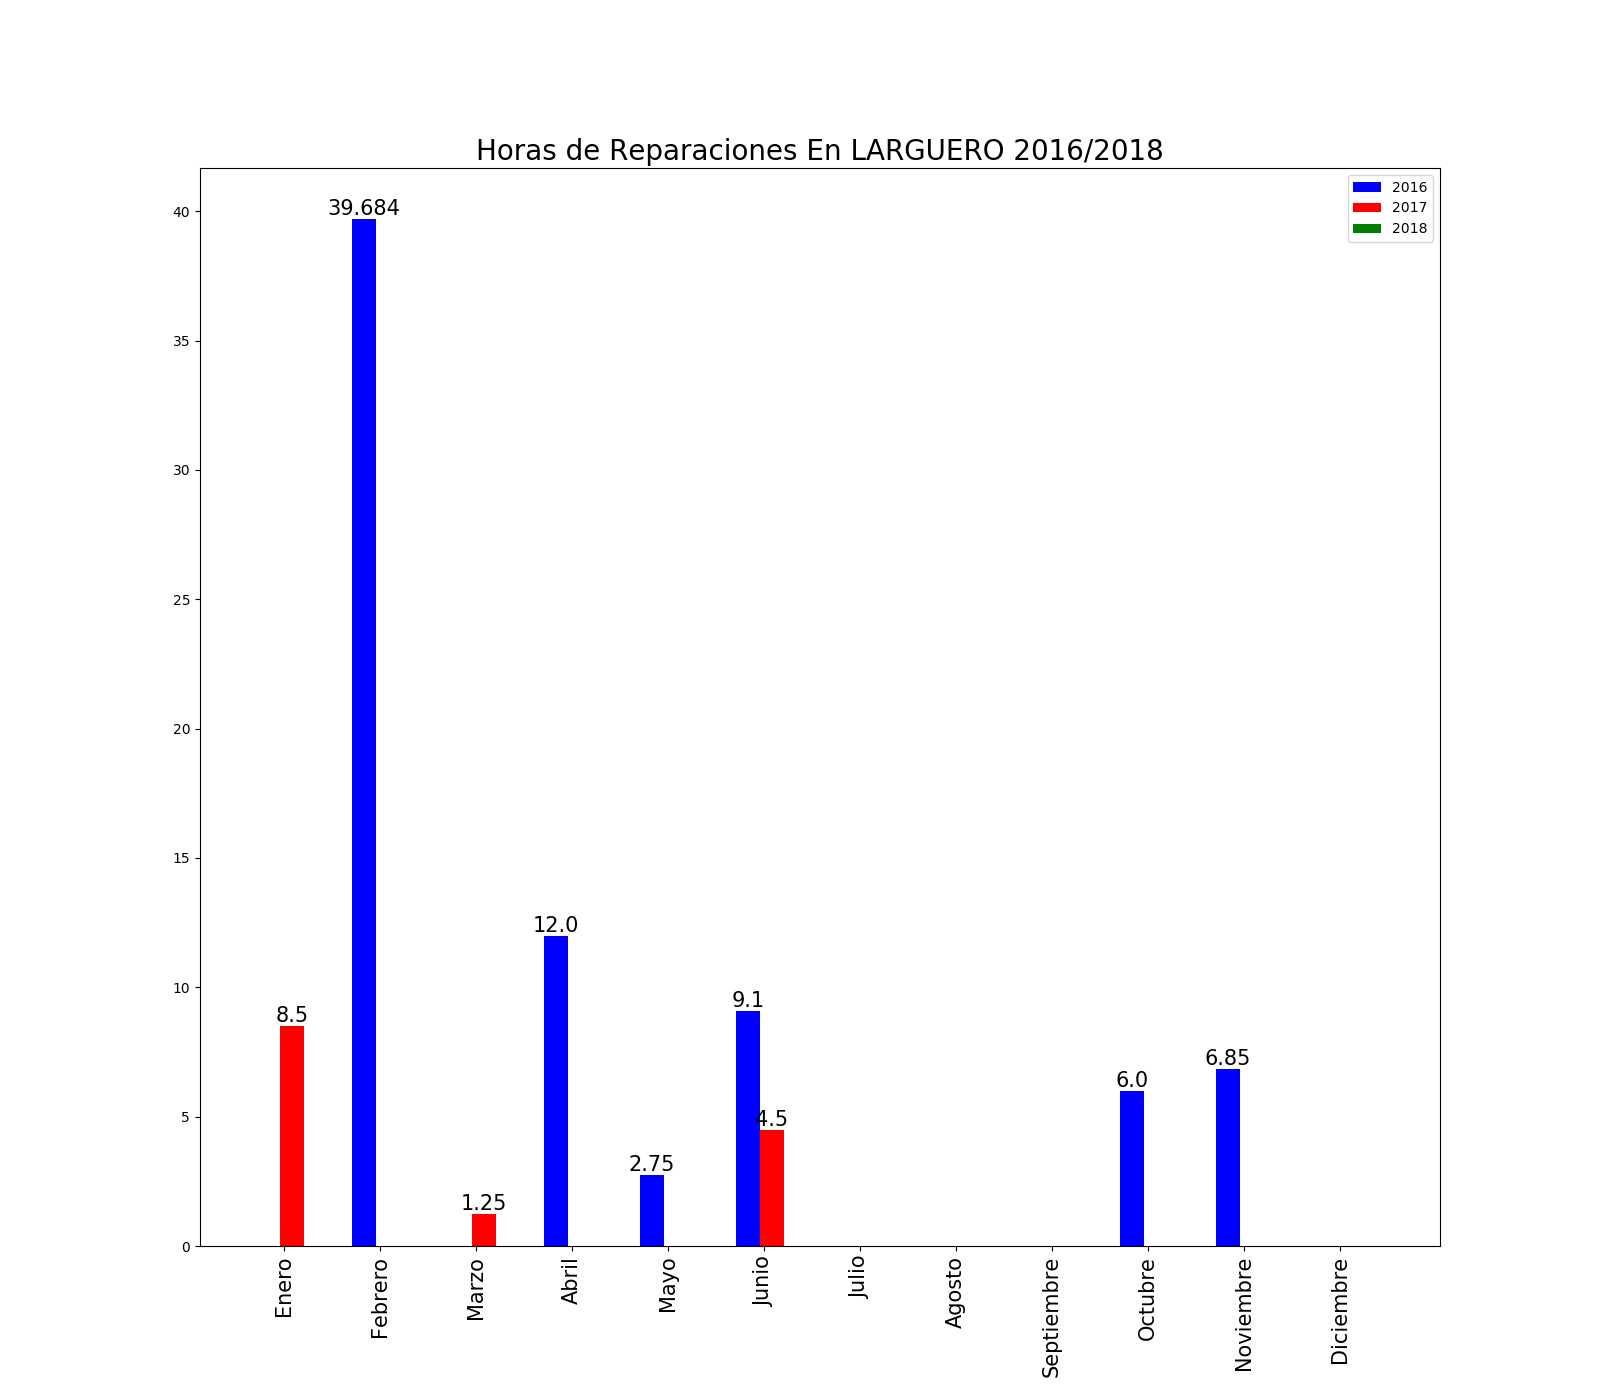 Horas de Reparaciones En LARGUERO 2016/2018
2016
2017
2018
40
35
30
25
20
15
10
5
0
39.684
12.0
9.1
8.5
6.85
6.0
4.5
2.75
1.25
Enero
Febrero
Marzo
Abril
Mayo
Junio
Julio
Agosto
Septiembre
Octubre
Noviembre
Diciembre